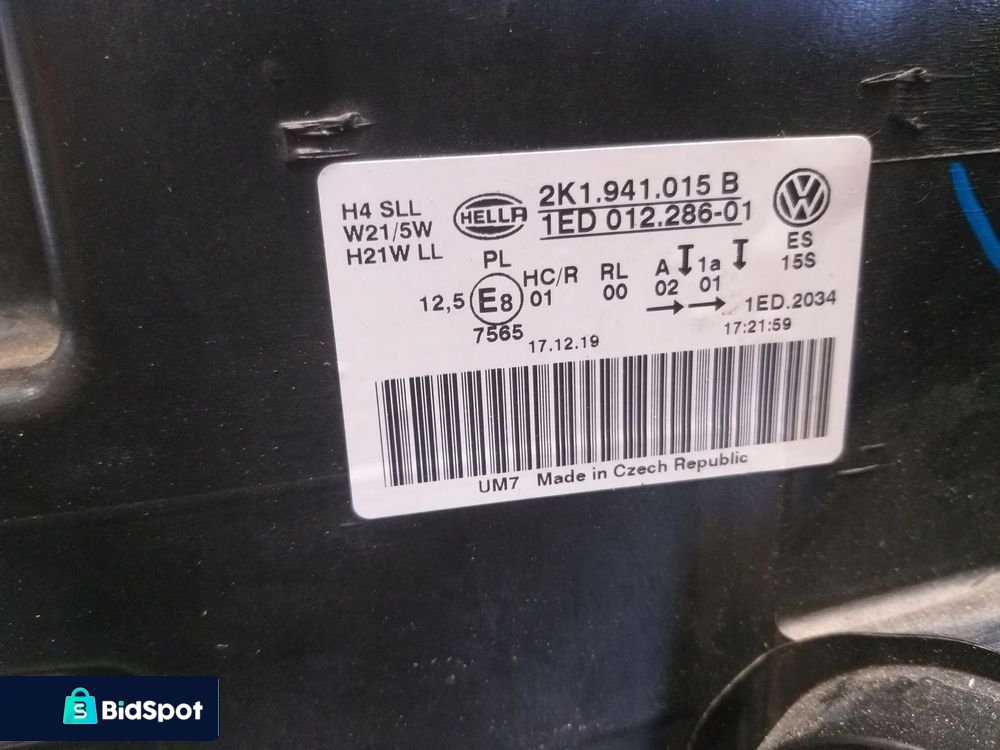 H4 SLL
W21/5W
H21W LL
HELLA
2K1.941.015 B
1ED 012.286-01
ES
15S
PL
12,5
E8
7565
HC/R
01
RL
00
A
02
1a
01
1ED.2034
17.12.19
17:21:59
UM7 Made in Czech Republic
S
BidSpot